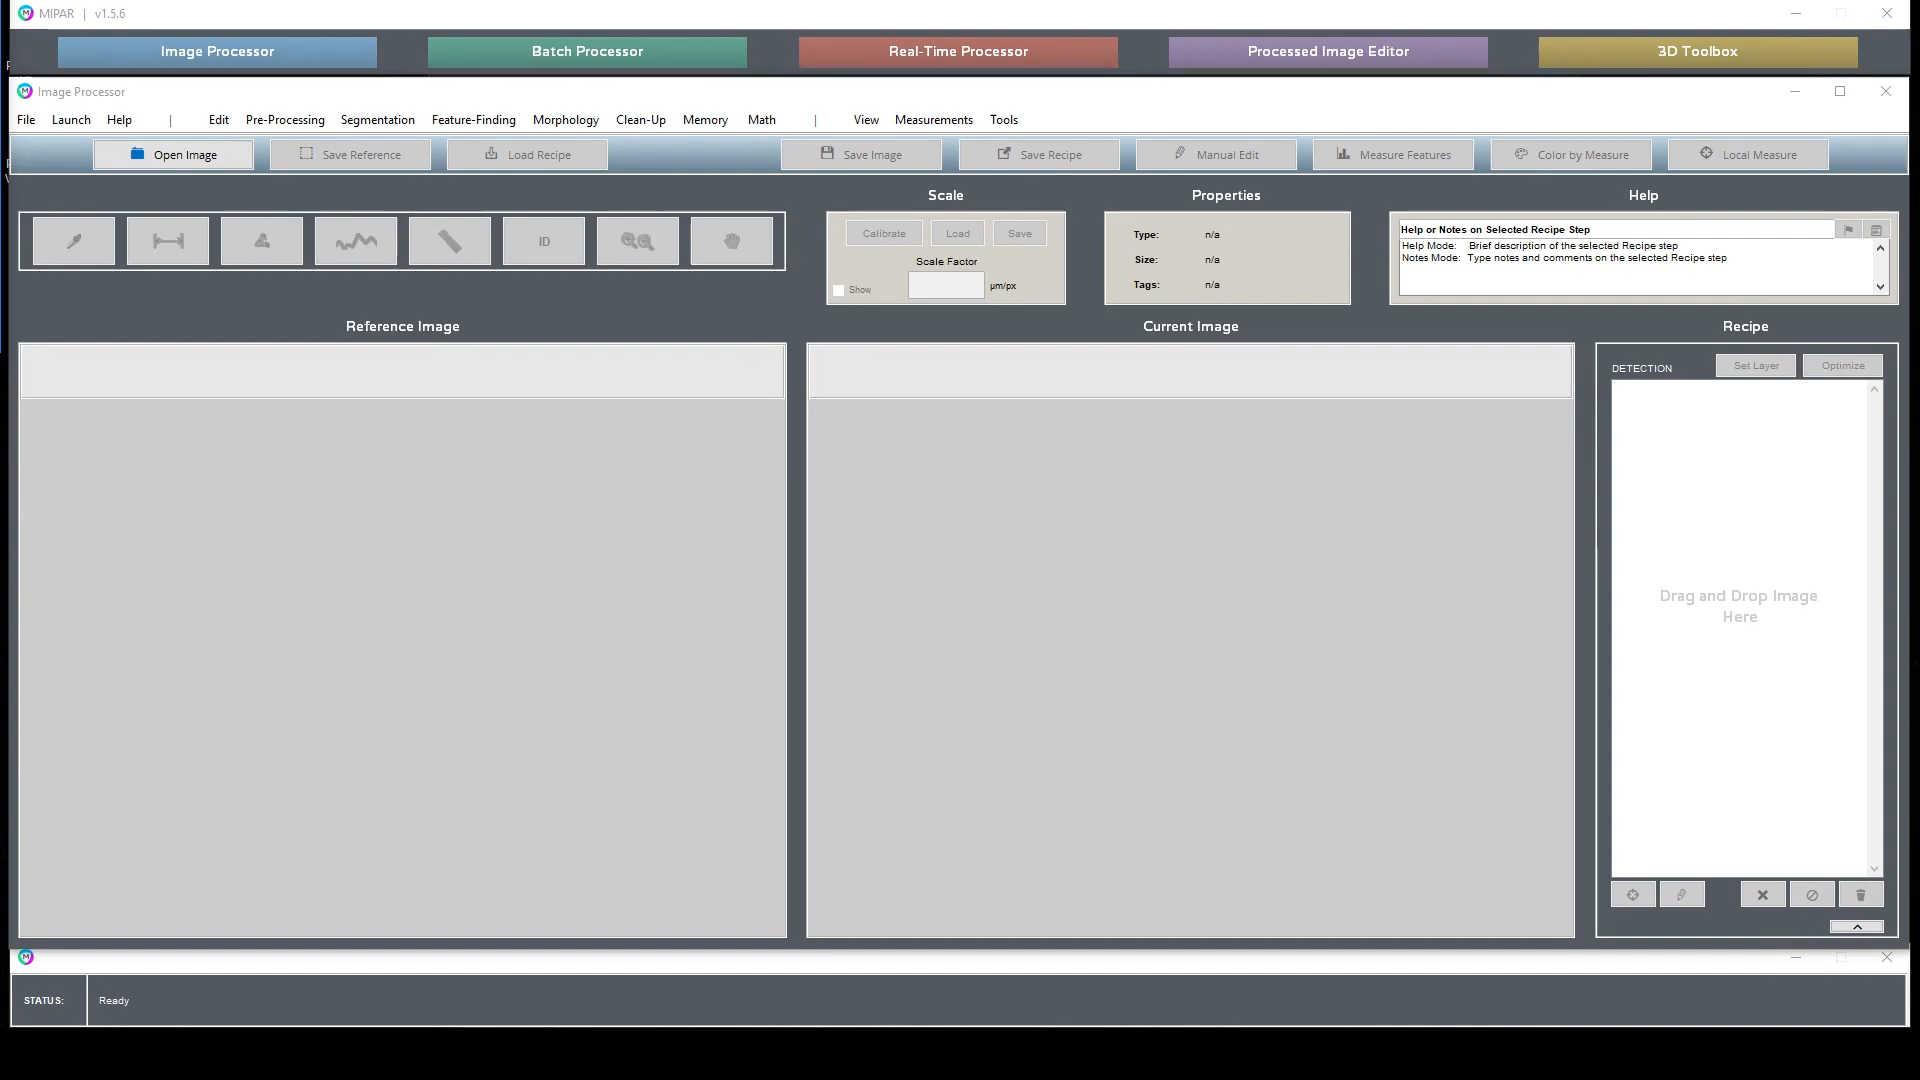 MIPAR | v1.5.6
Image Processor
Batch Processor
Real-Time Processor
Processed Image Editor
3D Toolbox
Image Processor
File Launch Help | Edit Pre-Processing Segmentation Feature-Finding Morphology Clean-Up Memory Math | View Measurements Tools
Open Image
Save Reference
Load Recipe
Save Image
Save Recipe
Manual Edit
Measure Features
Color by Measure
Local Measure
Scale
Properties
Help
ID
Calibrate
Load
Save
Scale Factor
Show
µm/px
Type: n/a
Size: n/a
Tags: n/a
Help or Notes on Selected Recipe Step
Help Mode: Brief description of the selected Recipe step
Notes Mode: Type notes and comments on the selected Recipe step
Reference Image
Current Image
Recipe
DETECTION
Set Layer
Optimize
Drag and Drop Image
Here
STATUS:
Ready